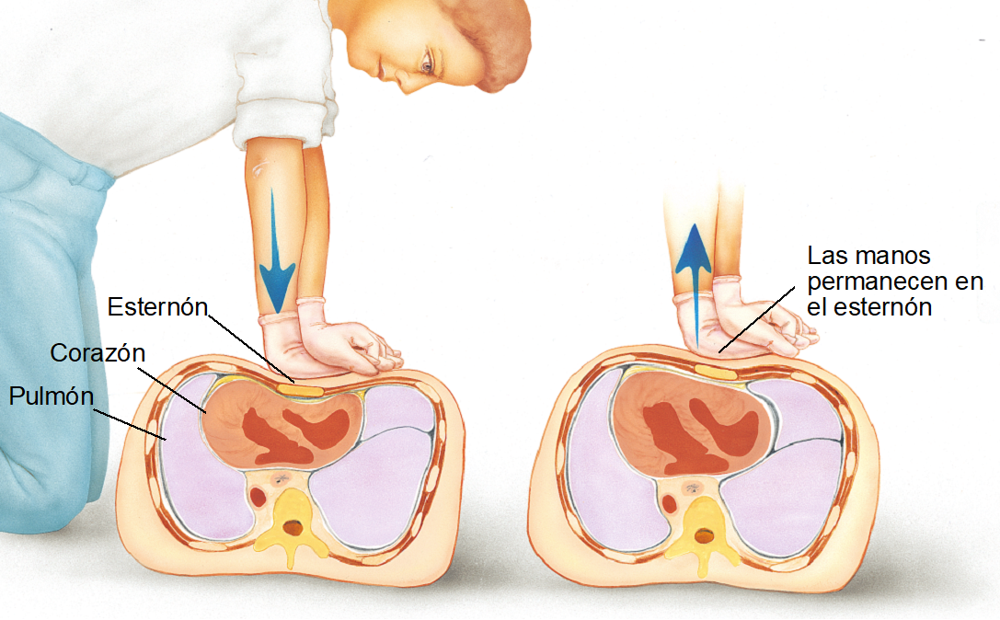 Esternón
Corazón
Pulmón
Las manos
permanecen en
el esternón